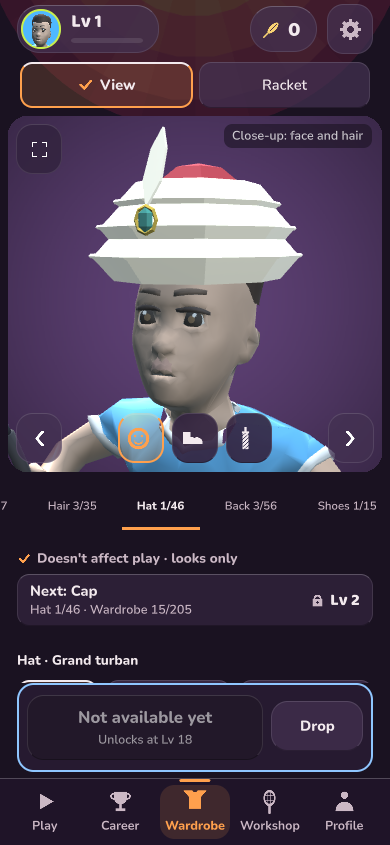 Lv 1
0
View
Racket
Close-up: face and hair
7
Hair 3/35
Hat 1/46
Back 3/56
Shoes 1/15
Doesn't affect play · looks only
Next: Cap
Hat 1/46 · Wardrobe 15/205
Lv 2
Hat · Grand turban
Not available yet
Unlocks at Lv 18
Drop
Play
Career
Wardrobe
Workshop
Profile